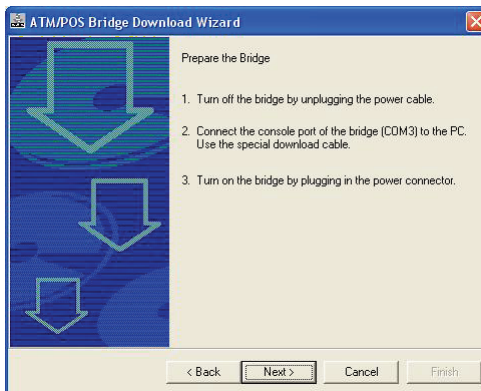 ATM/POS Bridge Download Wizard
Prepare the Bridge
1. Turn off the bridge by unplugging the power cable.
2. Connect the console port of the bridge (COM3) to the PC.
Use the special download cable.
3. Turn on the bridge by plugging in the power connector.
< Back Next > Cancel Finish